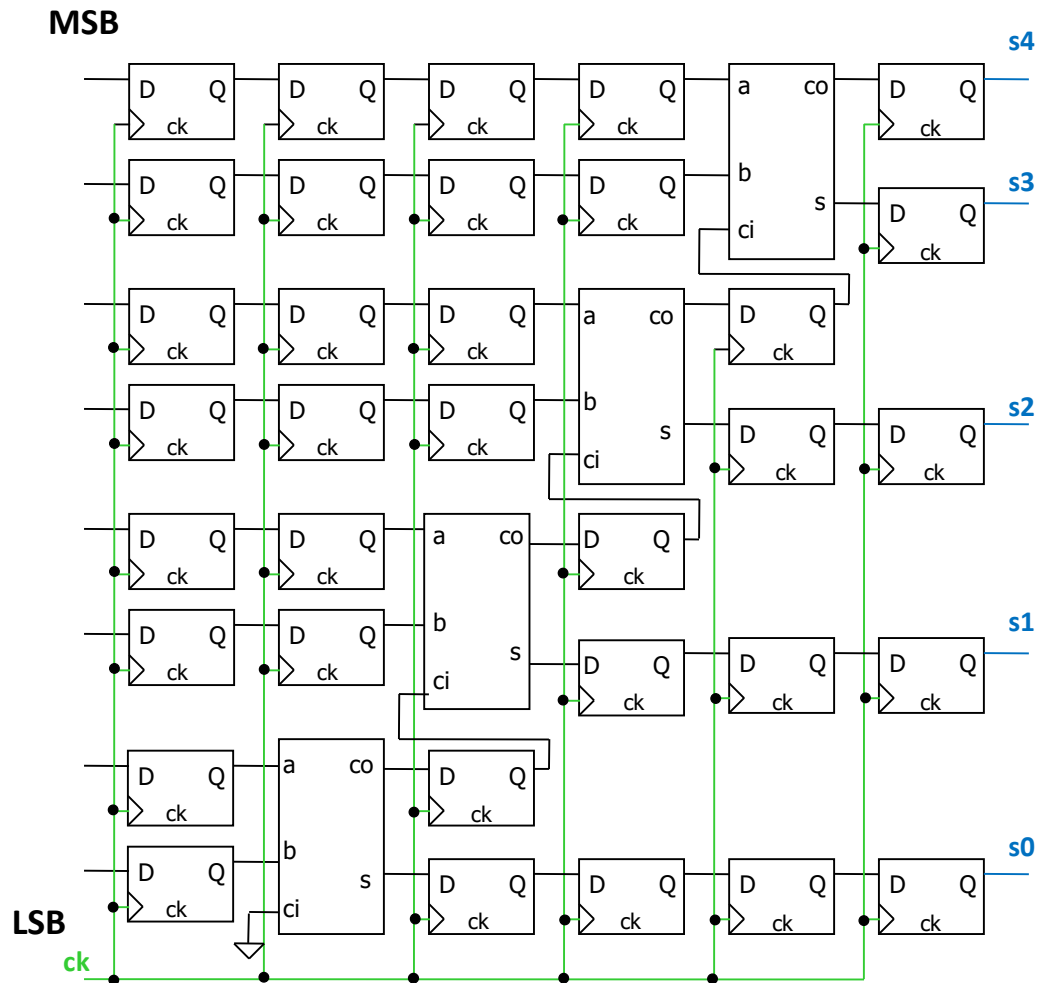 MSB
s4
D Q D Q D Q D Q a co D Q
ck ck ck ck ck
s3
D Q D Q D Q D Q b s D Q
ck ck ck ck ci ck
D Q D Q D Q a co D Q
ck ck ck ck
s2
D Q D Q D Q b s D Q D Q
ck ck ck ci ck ck
D Q D Q a co D Q
ck ck ck
s1
D Q D Q b s D Q D Q D Q
ck ck ci ck ck ck
D Q a co D Q
ck ck
s0
D Q b s D Q D Q D Q D Q
ck ci ck ck ck ck
LSB
ck